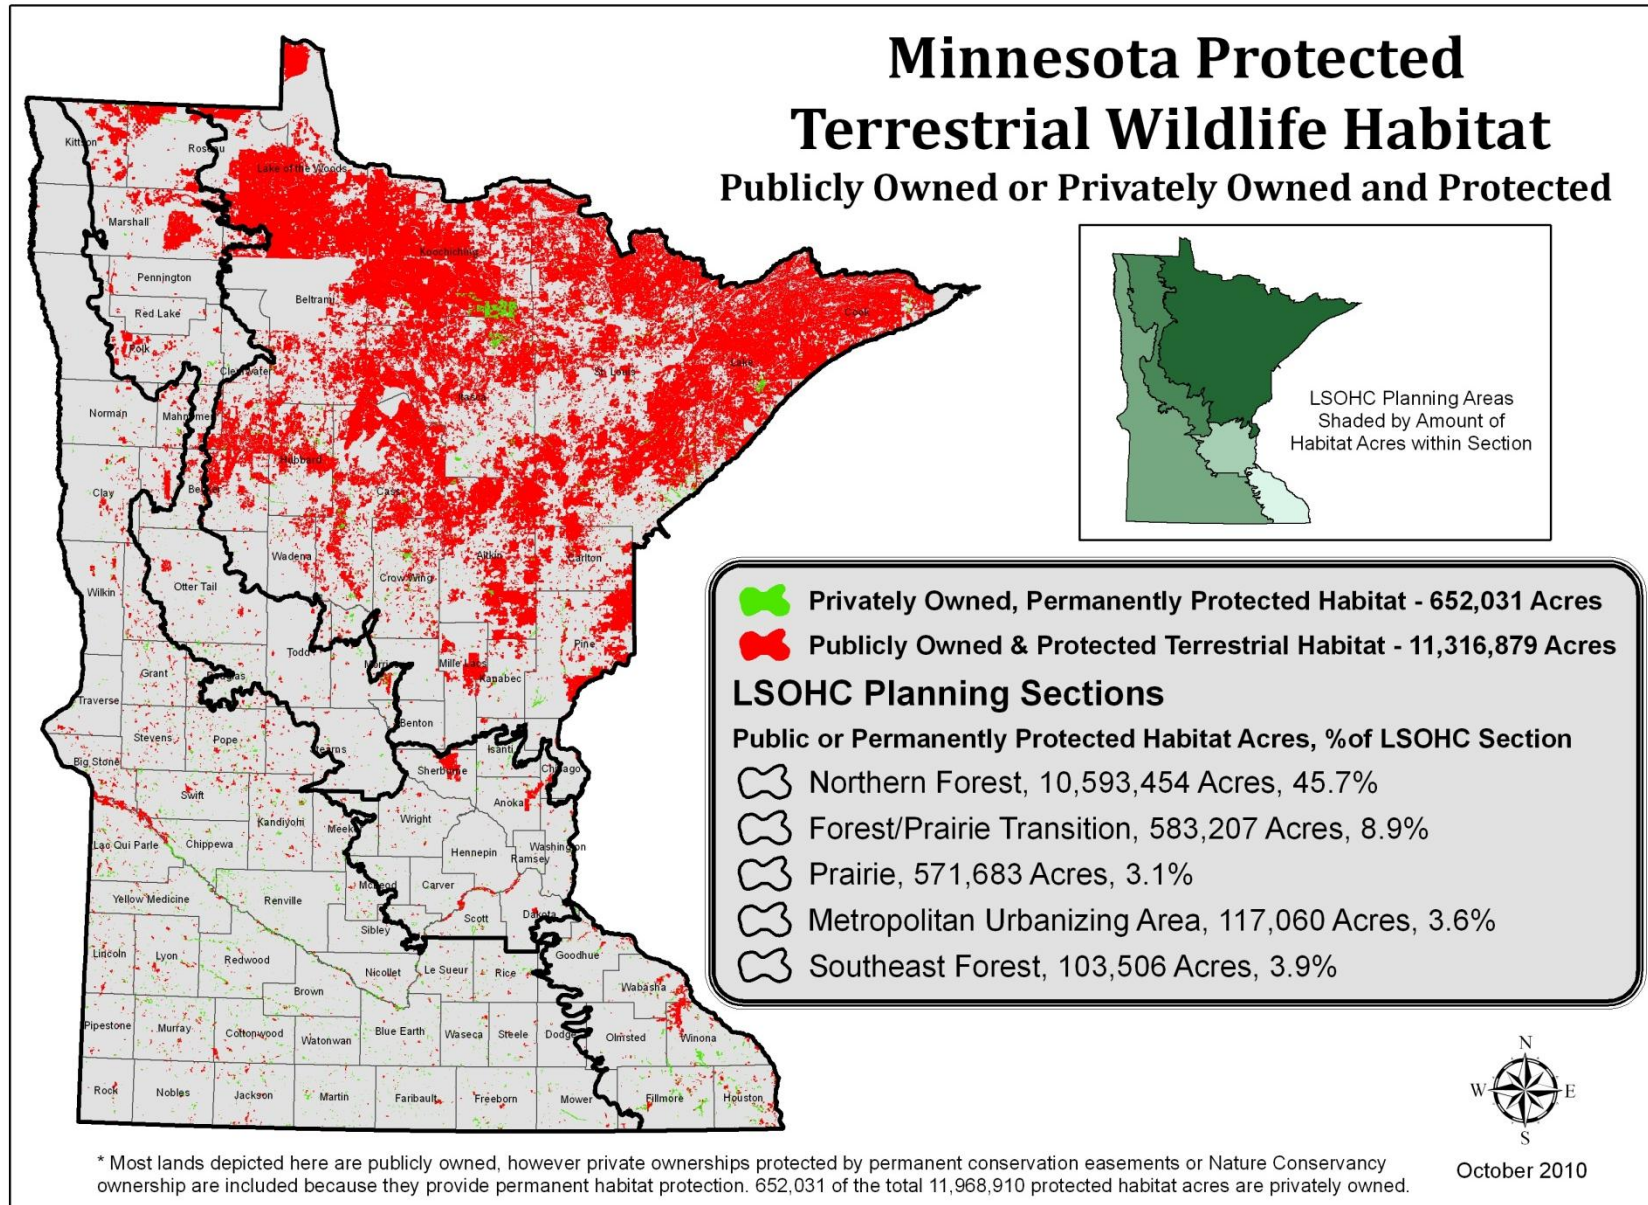 Minnesota Protected
Terrestrial Wildlife Habitat
Publicly Owned or Privately Owned and Protected
LSOHC Planning Areas
Shaded by Amount of
Habitat Acres within Section
Privately Owned, Permanently Protected Habitat - 652,031 Acres
Publicly Owned & Protected Terrestrial Habitat - 11,316,879 Acres
LSOHC Planning Sections
Public or Permanently Protected Habitat Acres, %of LSOHC Section
Northern Forest, 10,593,454 Acres, 45.7%
Forest/Prairie Transition, 583,207 Acres, 8.9%
Prairie, 571,683 Acres, 3.1%
Metropolitan Urbanizing Area, 117,060 Acres, 3.6%
Southeast Forest, 103,506 Acres, 3.9%
Kittson
Roseau
Lake of the Woods
Marshall
Koochiching
Pennington
Beltrami
Red Lake
Cook
Polk
Lake
Clearwater
St. Louis
Itasca
Norman
Mahnomen
Hubbard
Clay
Becker
Cass
Wadena
Aitkin
Carlton
Crow Wing
Otter Tail
Wilkin
Todd
Morrison
Mille Lacs
Pine
Kanabec
Grant
Douglas
Traverse
Benton
Stevens
Pope
Stearns
Isanti
Big Stone
Sherburne
Chisago
Swift
Anoka
Kandiyohi
Wright
Meeker
Lac Qui Parle
Chippewa
Hennepin
Washington
Ramsey
McLeod
Carver
Yellow Medicine
Renville
Scott
Dakota
Sibley
Lincoln
Lyon
Redwood
Nicollet
Le Sueur
Rice
Goodhue
Wabasha
Brown
Pipestone
Murray
Cottonwood
Watonwan
Blue Earth
Waseca
Steele
Dodge
Olmsted
Winona
Rock
Nobles
Jackson
Martin
Faribault
Freeborn
Mower
Fillmore
Houston
N
W
E
S
October 2010
* Most lands depicted here are publicly owned, however private ownerships protected by permanent conservation easements or Nature Conservancy
ownership are included because they provide permanent habitat protection. 652,031 of the total 11,968,910 protected habitat acres are privately owned.